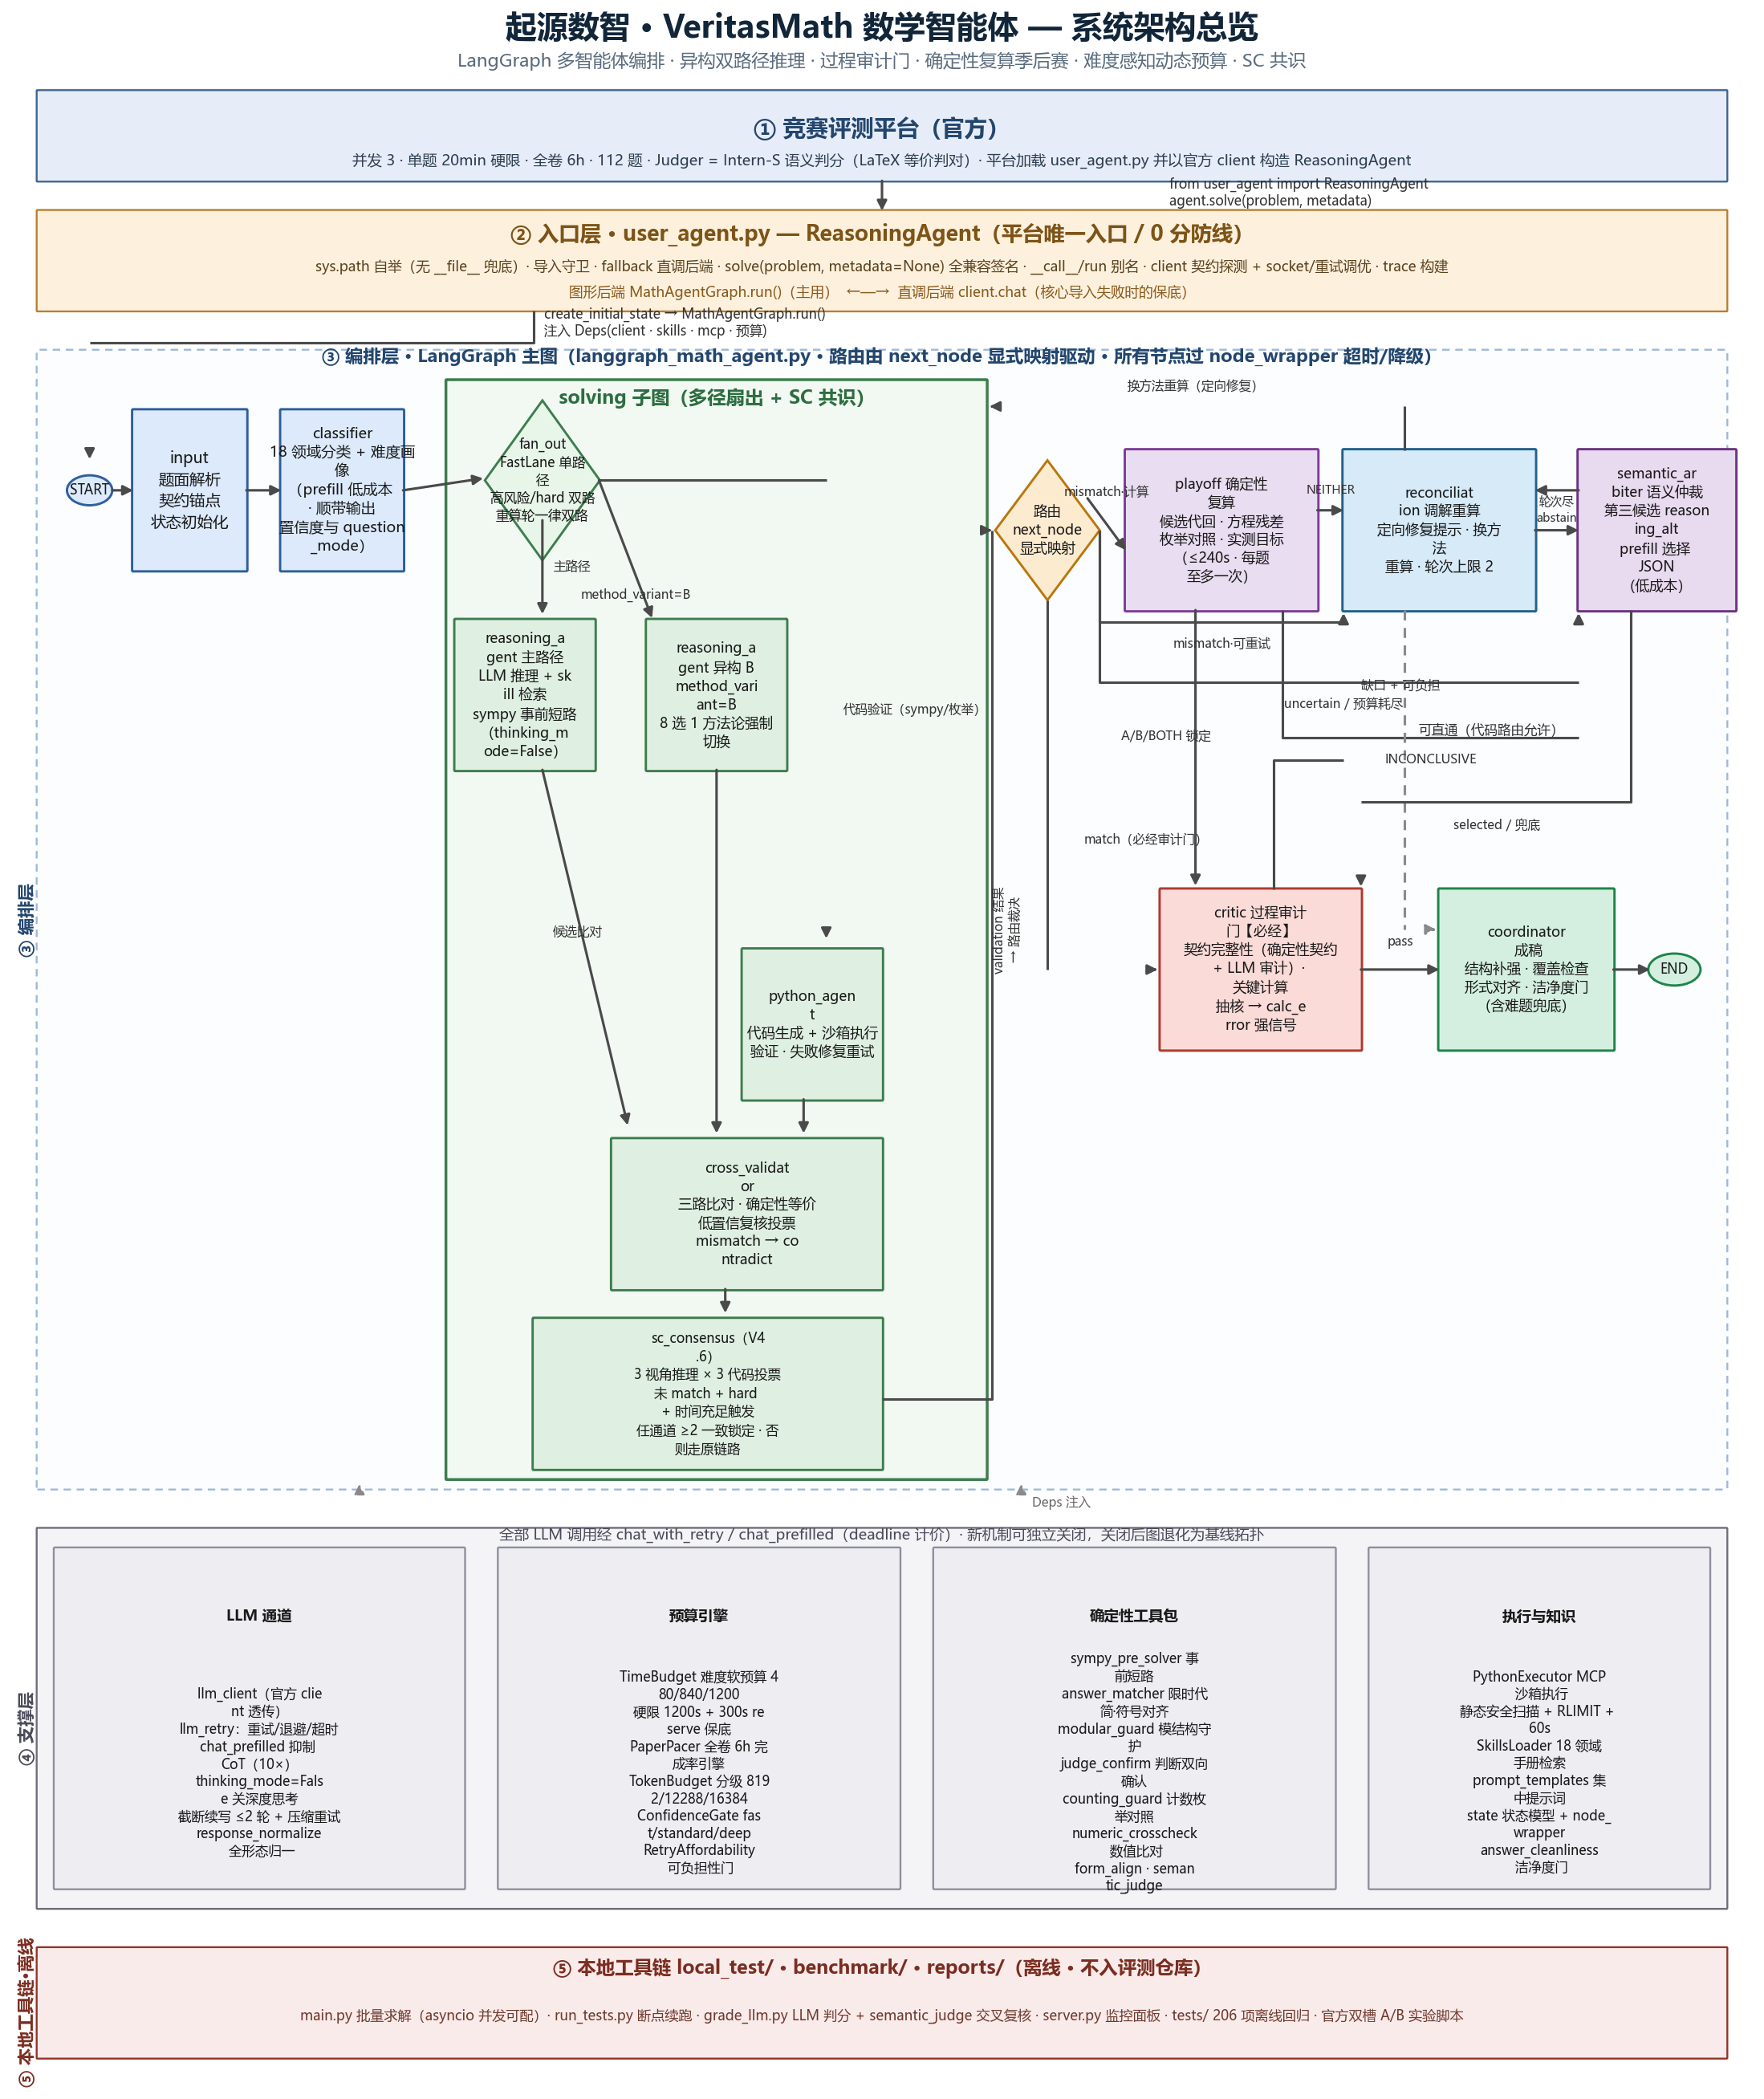 起源数智 • VeritasMath 数学智能体 — 系统架构总览
LangGraph 多智能体编排 · 异构双路径推理 · 过程审计门 · 确定性复算季后赛 · 难度感知动态预算 · SC 共识
① 竞赛评测平台（官方）
并发 3 · 单题 20min 硬限 · 全卷 6h · 112 题 · Judger = Intern-S 语义判分（LaTeX 等价判对）· 平台加载 user_agent.py 并以官方 client 构造 ReasoningAgent
from user_agent import ReasoningAgent
agent.solve(problem, metadata)
② 入口层 • user_agent.py — ReasoningAgent（平台唯一入口 / 0 分防线）
sys.path 自举（无 __file__ 兜底）· 导入守卫 · fallback 直调后端 · solve(problem, metadata=None) 全兼容签名 · __call__/run 别名 · client 契约探测 + socket/重试调优 · trace 构建
图形后端 MathAgentGraph.run()（主用） ←—→ 直调后端 client.chat（核心导入失败时的保底）
create_initial_state → MathAgentGraph.run()
注入 Deps(client · skills · mcp · 预算)
③ 编排层 • LangGraph 主图（langgraph_math_agent.py • 路由由 next_node 显式映射驱动 • 所有节点过 node_wrapper 超时/降级）
③ 编排层
START
input
题面解析
契约锚点
状态初始化
classifier
18 领域分类 + 难度画
像
（prefill 低成本
· 顺带输出
置信度与 question
_mode）
solving 子图（多径扇出 + SC 共识）
fan_out
FastLane 单路
径
高风险/hard 双路
重算轮一律双路
主路径
method_variant=B
reasoning_a
gent 主路径
LLM 推理 + sk
ill 检索
sympy 事前短路
（thinking_m
ode=False）
reasoning_a
gent 异构 B
method_vari
ant=B
8 选 1 方法论强制
切换
代码验证（sympy/枚举）
候选比对
python_agen
t
代码生成 + 沙箱执行
验证 · 失败修复重试
cross_validat
or
三路比对 · 确定性等价
低置信复核投票
mismatch → co
ntradict
sc_consensus（V4
.6）
3 视角推理 × 3 代码投票
未 match + hard
+ 时间充足触发
任通道 ≥2 一致锁定 · 否
则走原链路
validation 结果
→ 路由裁决
换方法重算（定向修复）
路由
next_node
显式映射
mismatch·计算
playoff 确定性
复算
候选代回 · 方程残差
枚举对照 · 实测目标
（≤240s · 每题
至多一次）
NEITHER
reconciliat
ion 调解重算
定向修复提示 · 换方
法
重算 · 轮次上限 2
轮次尽
abstain
semantic_ar
biter 语义仲裁
第三候选 reason
ing_alt
prefill 选择
JSON
（低成本）
mismatch·可重试
缺口 + 可负担
uncertain / 预算耗尽
可直通（代码路由允许）
A/B/BOTH 锁定
INCONCLUSIVE
selected / 兜底
match（必经审计门）
critic 过程审计
门【必经】
契约完整性（确定性契约
+ LLM 审计）·
关键计算
抽核 → calc_e
rror 强信号
pass
coordinator
成稿
结构补强 · 覆盖检查
形式对齐 · 洁净度门
（含难题兜底）
END
Deps 注入
④ 支撑层
全部 LLM 调用经 chat_with_retry / chat_prefilled（deadline 计价）· 新机制可独立关闭，关闭后图退化为基线拓扑
LLM 通道
llm_client（官方 clie
nt 透传）
llm_retry：重试/退避/超时
chat_prefilled 抑制
CoT（10×）
thinking_mode=Fals
e 关深度思考
截断续写 ≤2 轮 + 压缩重试
response_normalize
全形态归一
预算引擎
TimeBudget 难度软预算 4
80/840/1200
硬限 1200s + 300s re
serve 保底
PaperPacer 全卷 6h 完
成率引擎
TokenBudget 分级 819
2/12288/16384
ConfidenceGate fas
t/standard/deep
RetryAffordability
可负担性门
确定性工具包
sympy_pre_solver 事
前短路
answer_matcher 限时代
简·符号对齐
modular_guard 模结构守
护
judge_confirm 判断双向
确认
counting_guard 计数枚
举对照
numeric_crosscheck
数值比对
form_align · seman
tic_judge
执行与知识
PythonExecutor MCP
沙箱执行
静态安全扫描 + RLIMIT +
60s
SkillsLoader 18 领域
手册检索
prompt_templates 集
中提示词
state 状态模型 + node_
wrapper
answer_cleanliness
洁净度门
⑤ 本地工具链•离线
⑤ 本地工具链 local_test/ • benchmark/ • reports/（离线 • 不入评测仓库）
main.py 批量求解（asyncio 并发可配）· run_tests.py 断点续跑 · grade_llm.py LLM 判分 + semantic_judge 交叉复核 · server.py 监控面板 · tests/ 206 项离线回归 · 官方双槽 A/B 实验脚本